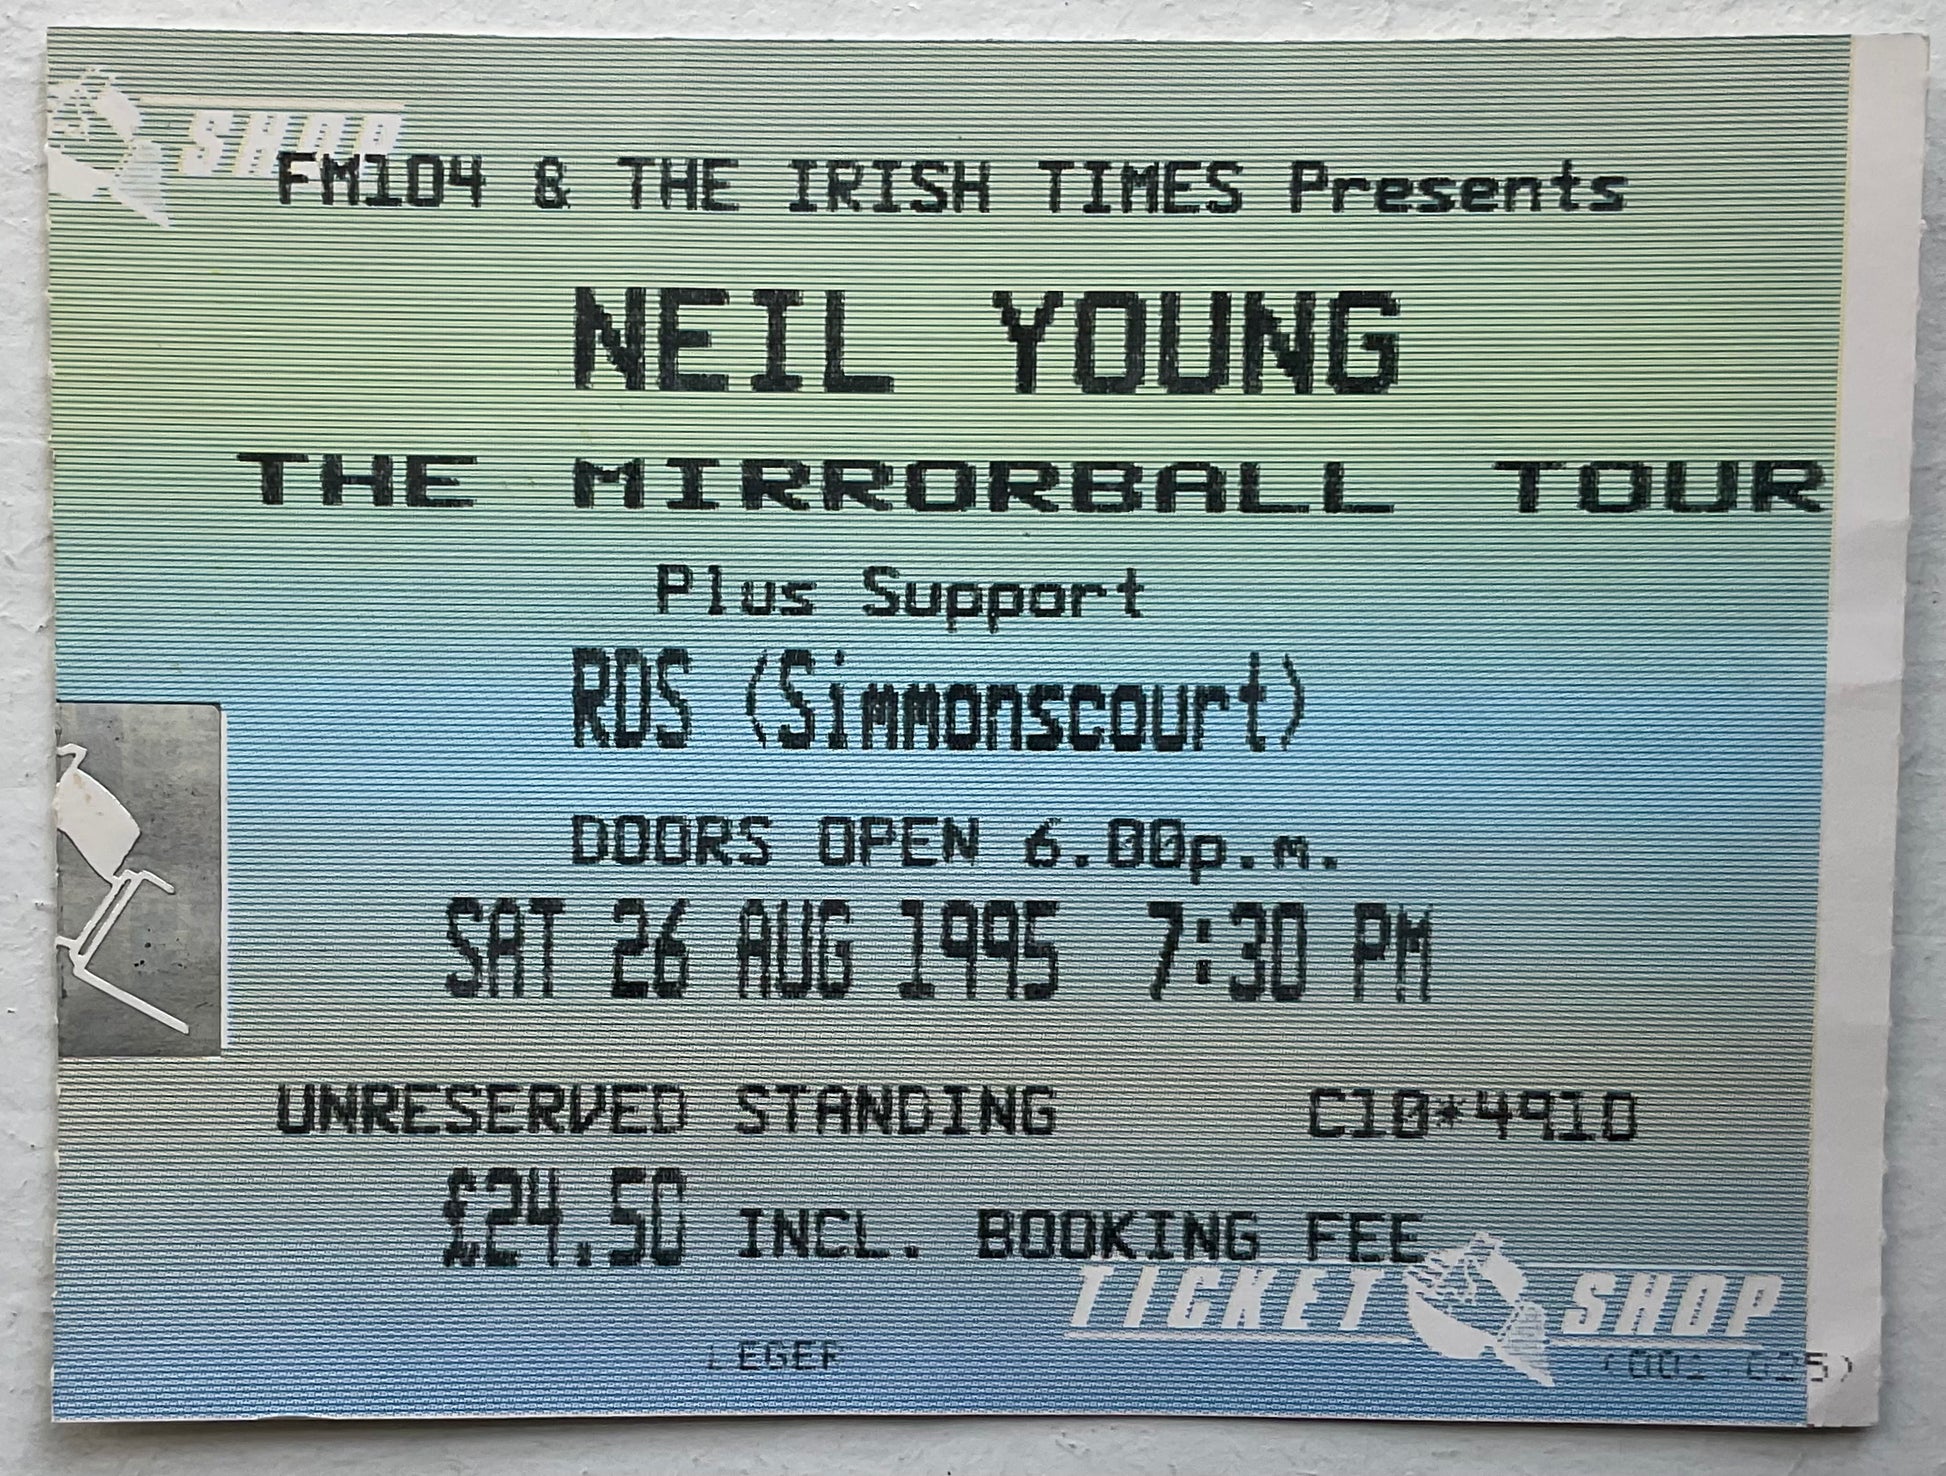 SHOP
FM104 & THE IRISH TIMES Presents
NEIL YOUNG
THE MIRRORBALL TOUR
Plus Support
RDS (Simmonscourt)
DOORS OPEN 6.00p.m.
SAT 26 AUG 1995 7:30 PM
UNRESERVED STANDING C10*4910
£24.50 INCL. BOOKING FEE
TICKET SHOP